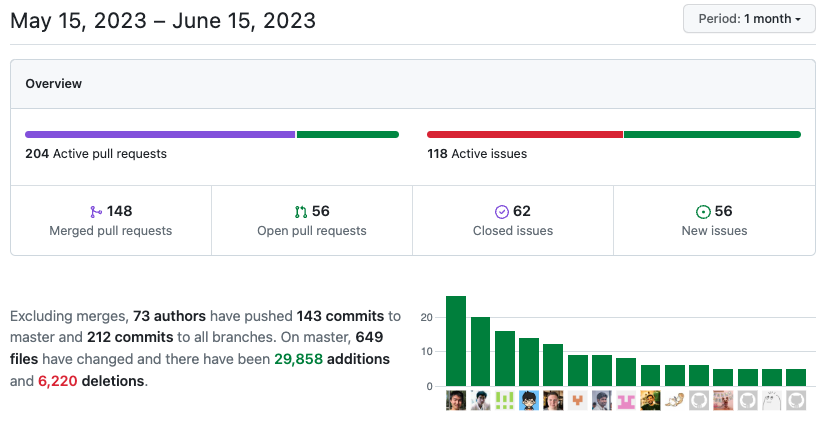 May 15, 2023 – June 15, 2023
Period: 1 month
Overview
204 Active pull requests
118 Active issues
148
Merged pull requests
56
Open pull requests
62
Closed issues
56
New issues
Excluding merges, 73 authors have pushed 143 commits to
master and 212 commits to all branches. On master, 649
files have changed and there have been 29,858 additions
and 6,220 deletions.
20
10
0